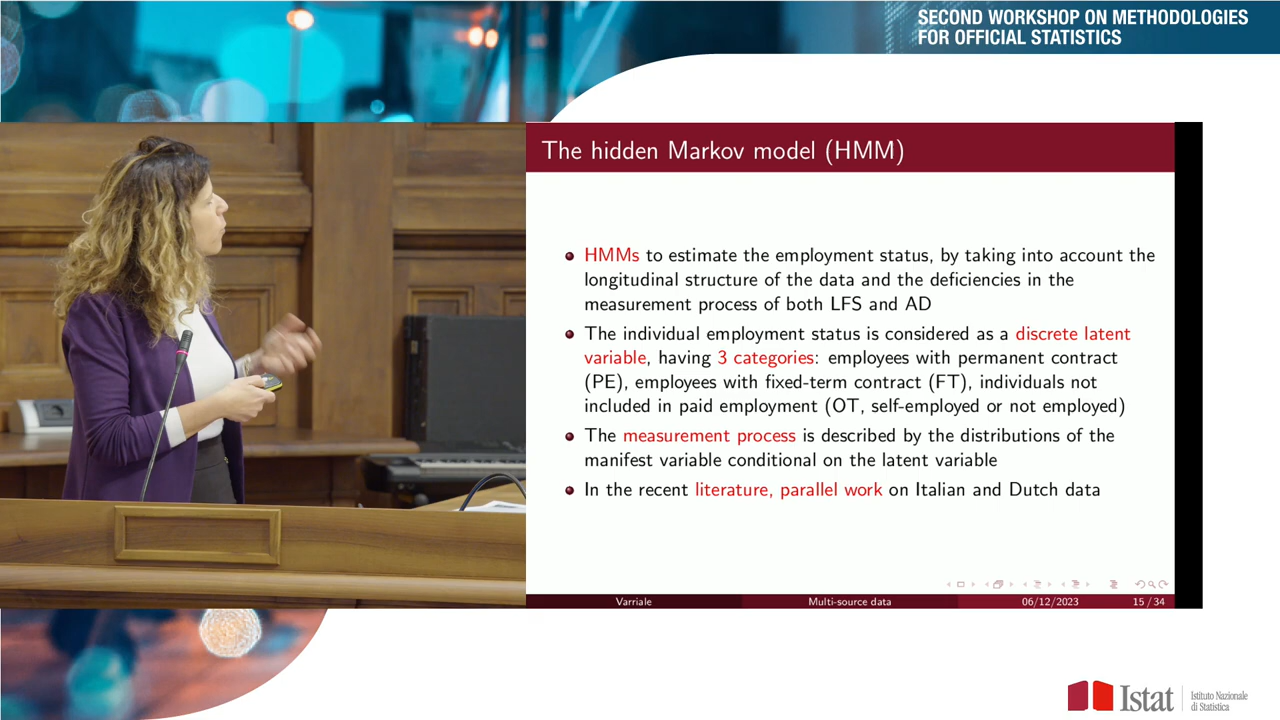 SECOND WORKSHOP ON METHODOLOGIES
FOR OFFICIAL STATISTICS
The hidden Markov model (HMM)
HMMs to estimate the employment status, by taking into account the
longitudinal structure of the data and the deficiencies in the
measurement process of both LFS and AD
The individual employment status is considered as a discrete latent
variable, having 3 categories: employees with permanent contract
(PE), employees with fixed-term contract (FT), individuals not
included in paid employment (OT, self-employed or not employed)
The measurement process is described by the distributions of the
manifest variable conditional on the latent variable
In the recent literature, parallel work on Italian and Dutch data
Varriale Multi-source data 06/12/2023 15 / 34
Istat Istituto Nazionale
di Statistica